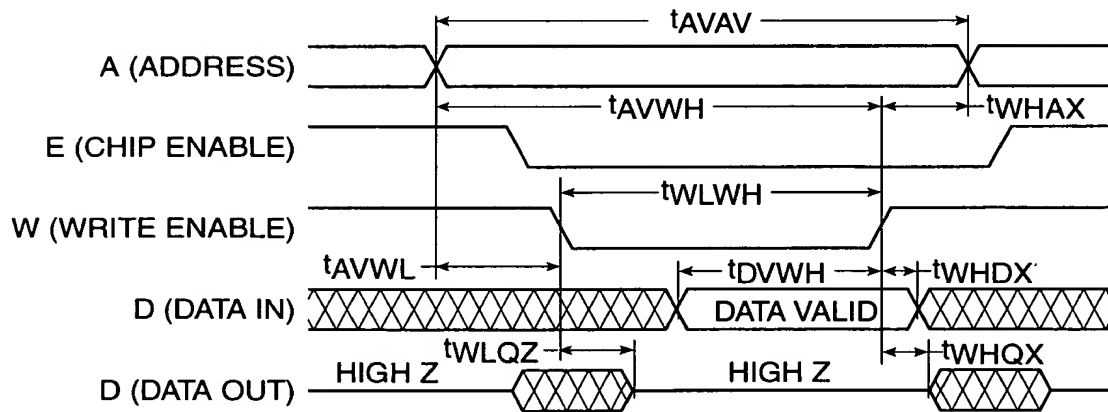 tAVAV
A (ADDRESS)
tAVWH
tWHAX
E (CHIP ENABLE)
tWLWH
W (WRITE ENABLE)
tAVWL
tDVWH
tWHDX
D (DATA IN)
DATA VALID
tWLQZ
tWHQX
HIGH Z
HIGH Z
D (DATA OUT)